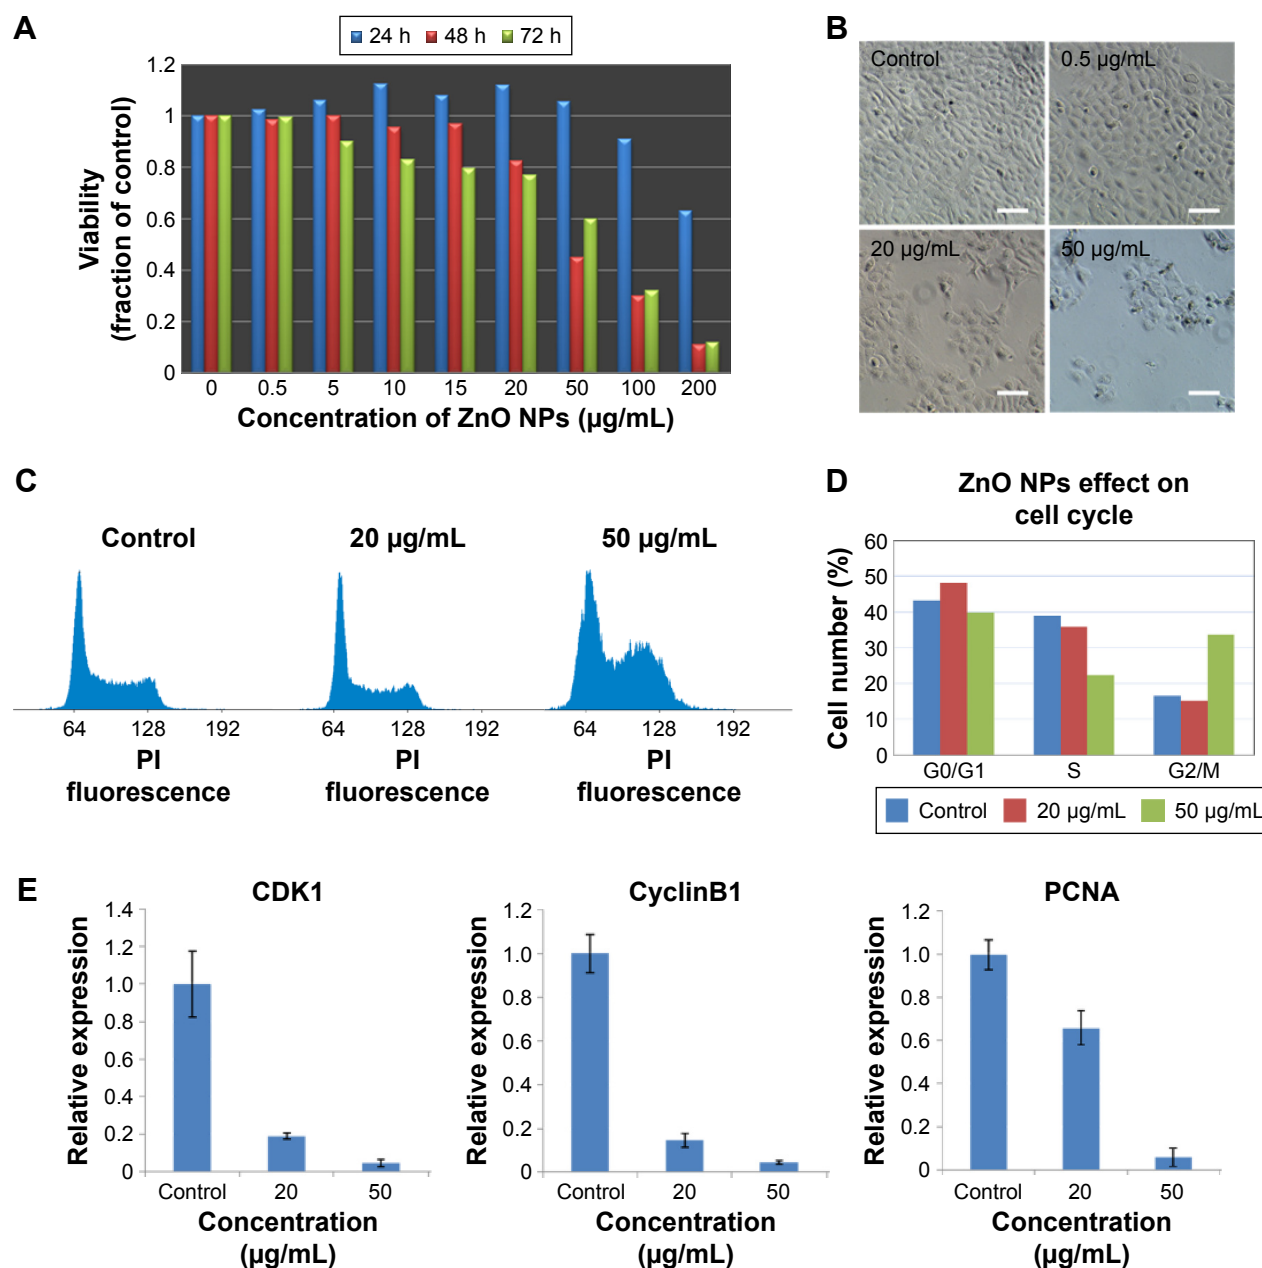 A
24 h 48 h 72 h
1.2
1
0.8
0.6
0.4
0.2
0
Viability
(fraction of control)
0 0.5 5 10 15 20 50 100 200
Concentration of ZnO NPs (µg/mL)
B
Control 0.5 µg/mL
20 µg/mL 50 µg/mL
C
Control 20 µg/mL 50 µg/mL
64 128 192 64 128 192 64 128 192
PI PI PI
fluorescence fluorescence fluorescence
D
ZnO NPs effect on
cell cycle
60
50
40
30
20
10
0
Cell number (%)
G0/G1 S G2/M
Control 20 µg/mL 50 µg/mL
E
CDK1
1.4
1.2
1.0
0.8
0.6
0.4
0.2
0
Relative expression
Control 20 50
Concentration
(µg/mL)
CyclinB1
1.2
1.0
0.8
0.6
0.4
0.2
0
Relative expression
Control 20 50
Concentration
(µg/mL)
PCNA
1.2
1.0
0.8
0.6
0.4
0.2
0
Relative expression
Control 20 50
Concentration
(µg/mL)